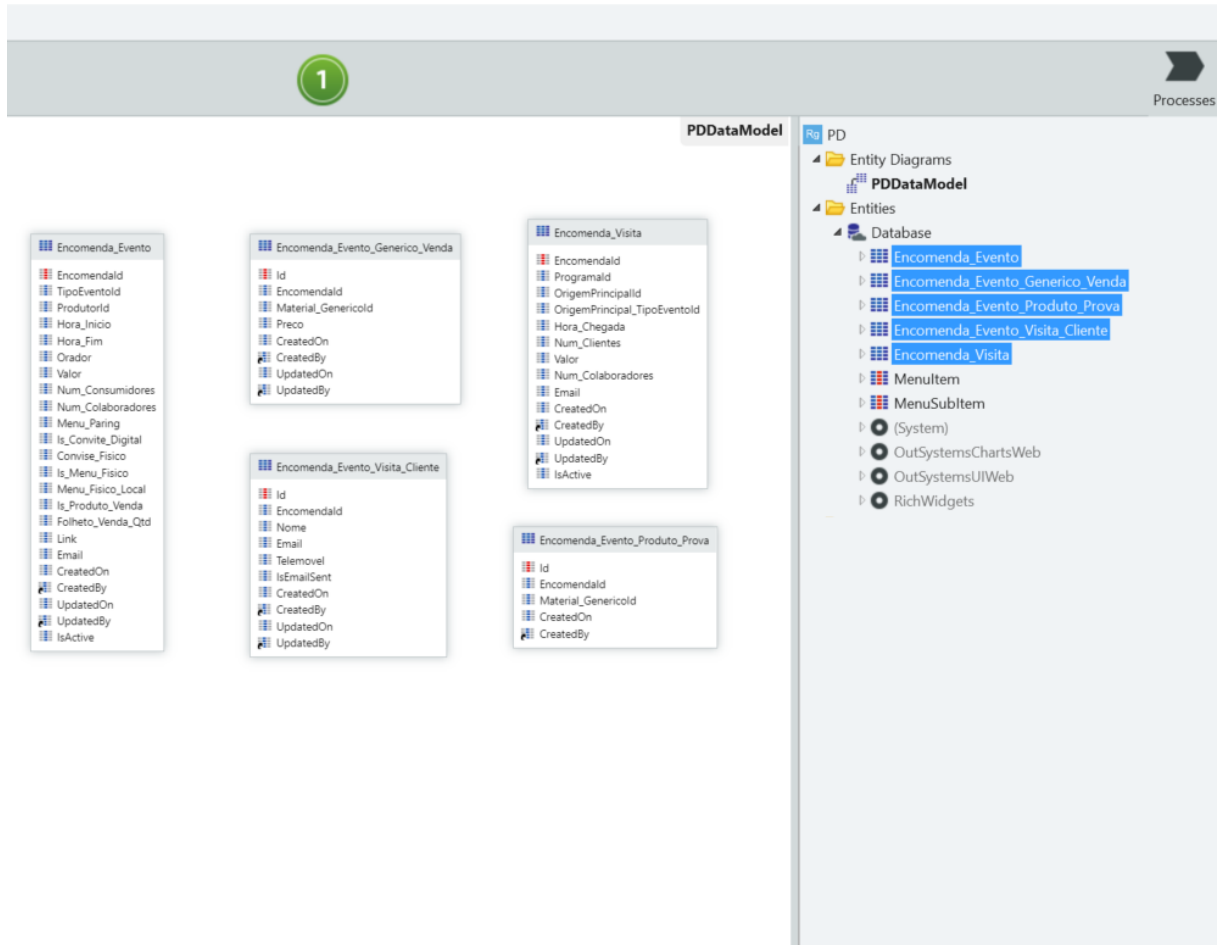 1
Processes
PDDataModel
Encomenda_Evento
EncomendaId
TipoEventoId
ProdutorId
Hora_Inicio
Hora_Fim
Orador
Valor
Num_Consumidores
Num_Colaboradores
Menu_Paring
Is_Convite_Digital
Convise_Fisico
Is_Menu_Fisico
Menu_Fisico_Local
Is_Produto_Venda
Folheto_Venda_Qtd
Link
Email
CreatedOn
CreatedBy
UpdatedOn
UpdatedBy
IsActive
Encomenda_Evento_Generico_Venda
Id
EncomendaId
Material_GenericoId
Preco
CreatedOn
CreatedBy
UpdatedOn
UpdatedBy
Encomenda_Evento_Visita_Cliente
Id
EncomendaId
Nome
Email
Telemovel
IsEmailSent
CreatedOn
CreatedBy
UpdatedOn
UpdatedBy
Encomenda_Visita
EncomendaId
ProgramaId
OrigemPrincipalId
OrigemPrincipal_TipoEventoId
Hora_Chegada
Num_Clientes
Valor
Num_Colaboradores
Email
CreatedOn
CreatedBy
UpdatedOn
UpdatedBy
IsActive
Encomenda_Evento_Produto_Prova
Id
EncomendaId
Material_GenericoId
CreatedOn
CreatedBy
Rg PD
Entity Diagrams
PDDataModel
Entities
Database
Encomenda_Evento
Encomenda_Evento_Generico_Venda
Encomenda_Evento_Produto_Prova
Encomenda_Evento_Visita_Cliente
Encomenda_Visita
MenuItem
MenuSubItem
(System)
OutSystemsChartsWeb
OutSystemsUIWeb
RichWidgets